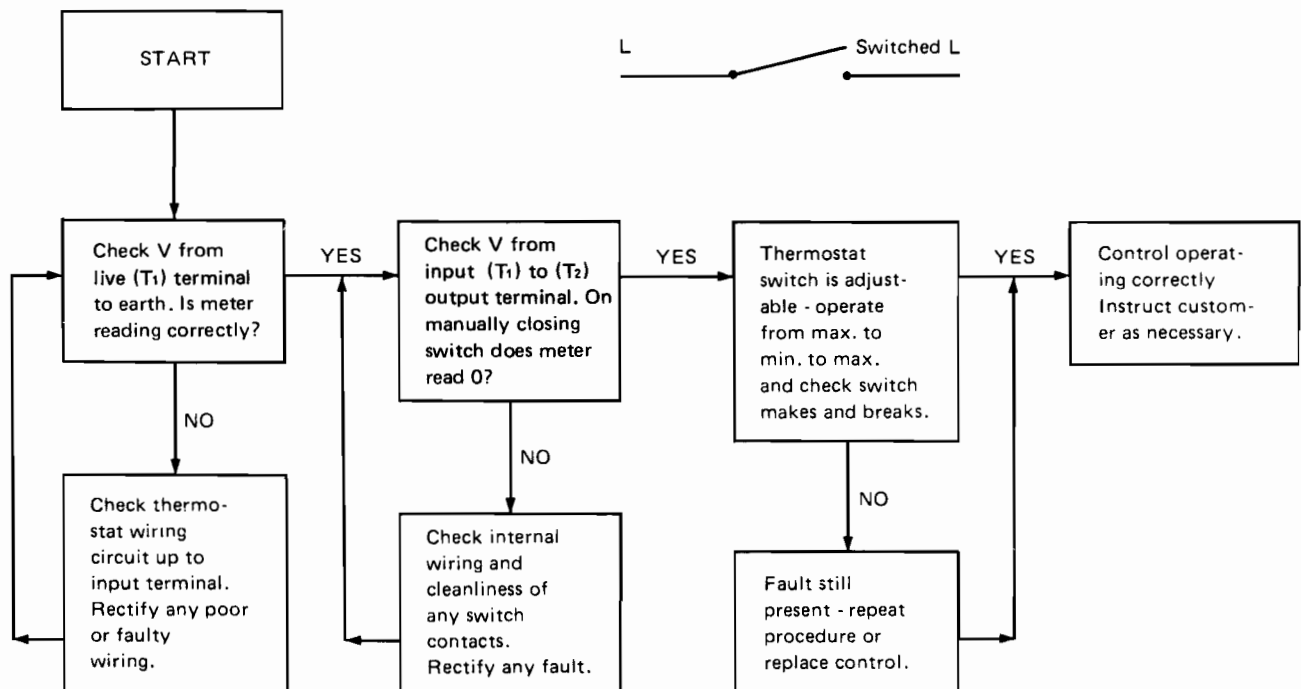 START
L
Switched L
Check V from
live (T1) terminal
to earth. Is meter
reading correctly?
YES
Check V from
input (T1) to (T2)
output terminal. On
manually closing
switch does meter
read 0?
YES
Thermostat
switch is adjust-
able - operate
from max. to
min. to max.
and check switch
makes and breaks.
YES
Control operat-
ing correctly
Instruct custom-
er as necessary.
NO
NO
NO
Check thermo-
stat wiring
circuit up to
input terminal.
Rectify any poor
or faulty
wiring.
Check internal
wiring and
cleanliness of
any switch
contacts.
Rectify any fault.
Fault still
present - repeat
procedure or
replace control.